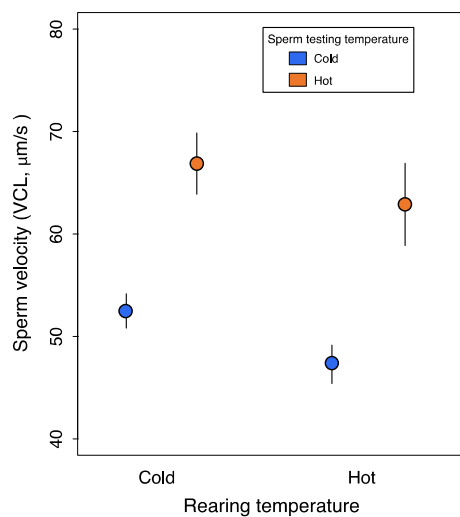 Sperm testing temperature
Cold
Hot
80
70
60
50
40
Sperm velocity (VCL, μm/s)
Cold
Hot
Rearing temperature